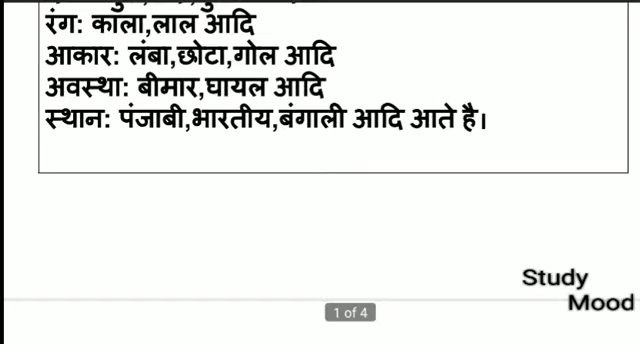 रंग: काला,लाल आदि
आकार: लंबा,छोटा,गोल आदि
अवस्था: बीमार,घायल आदि
स्थान: पंजाबी,भारतीय,बंगाली आदि आते है।
Study
Mood
1 of 4